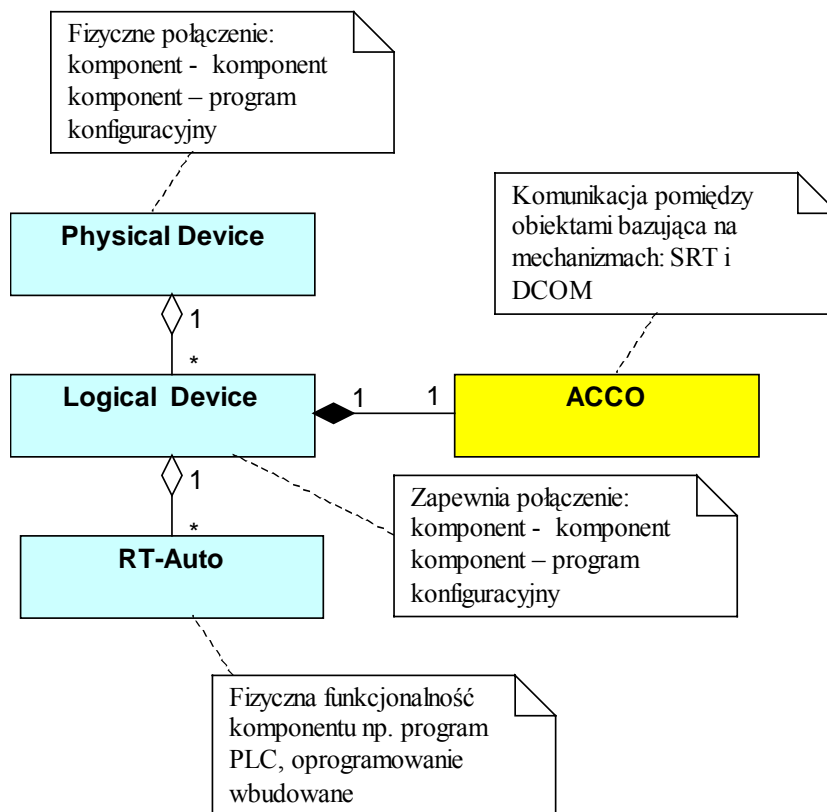 Fizyczne połączenie:
komponent - komponent
komponent – program
konfiguracyjny
Komunikacja pomiędzy
obiektami bazująca na
mechanizmach: SRT i
DCOM
Physical Device
1
*
Logical Device
1
1
ACCO
1
*
Zapewnia połączenie:
komponent - komponent
komponent – program
konfiguracyjny
RT-Auto
Fizyczna funkcjonalność
komponentu np. program
PLC, oprogramowanie
wbudowane